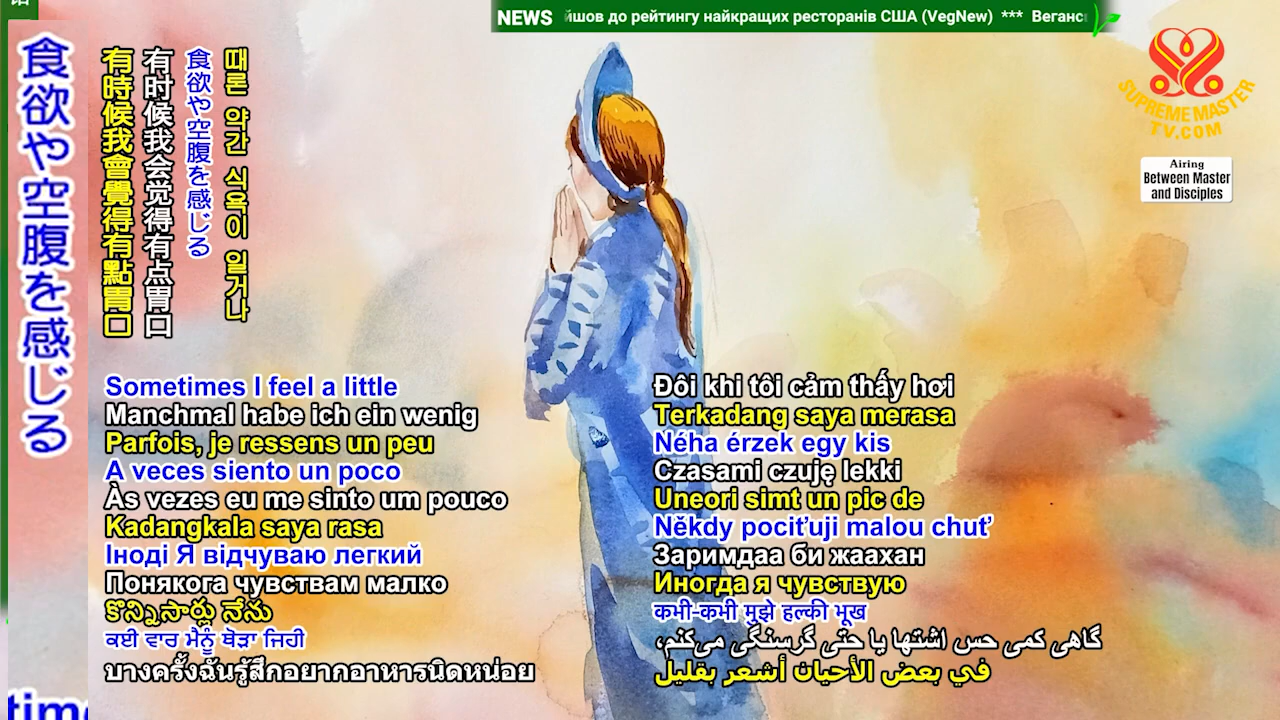 NEWS йшов до рейтингу найкращих ресторанів США (VegNew) *** Веганс
SUPREME MASTER
TV.COM
Airing
Between Master
and Disciples
食欲や空腹を感じる
有時候我會覺得有點胃口
有时候我会觉得有点胃口
食欲や空腹を感じる
때론 약간 식욕이 일거나
Sometimes I feel a little
Manchmal habe ich ein wenig
Parfois, je ressens un peu
A veces siento un poco
Às vezes eu me sinto um pouco
Kadangkala saya rasa
Іноді Я відчуваю легкий
Понякога чувствам малко
కొన్నిసార్లు నేను
ਕਈ ਵਾਰ ਮੈਨੂੰ ਥੋੜਾ ਜਿਹੀ
บางครั้งฉันรู้สึกอยากอาหารนิดหน่อย
Đôi khi tôi cảm thấy hơi
Terkadang saya merasa
Néha érzek egy kis
Czasami czuję lekki
Uneori simt un pic de
Někdy pociťuji malou chuť
Заримдаа би жаахан
Иногда я чувствую
कभी-कभी मुझे हल्की भूख
گاهی کمی حس اشتها یا حتی گرسنگی می‌کنم،
في بعض الأحيان أشعر بقليل